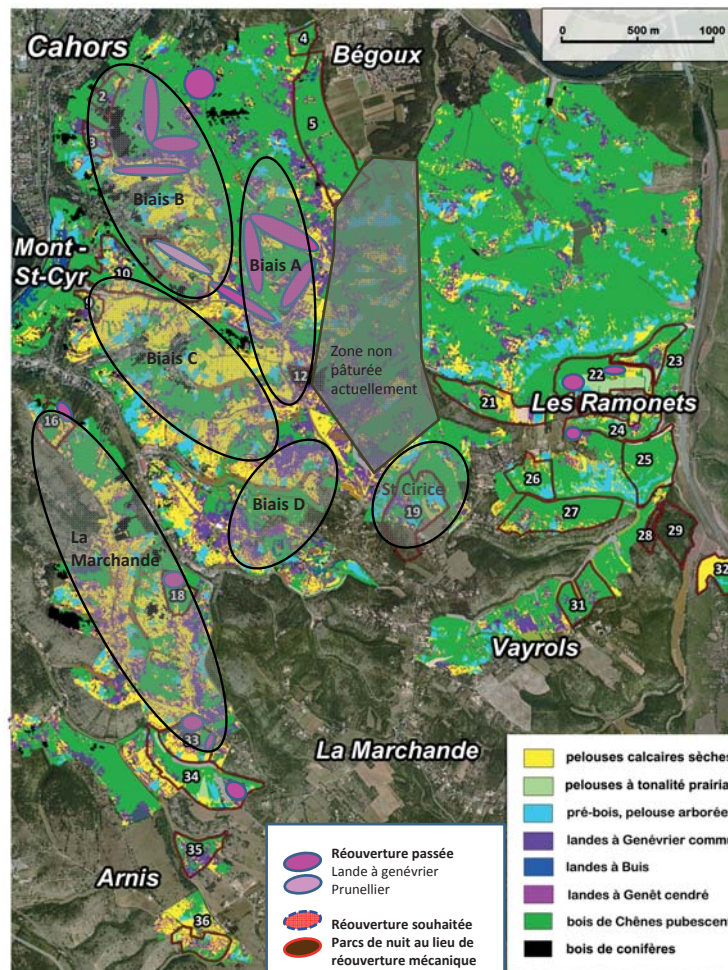 Cahors
Bégoux
0 500 m 1000
4
2
5
3
Biais B
Mont -
St-Cyr
10
Biais A
9
Biais C
Zone non
pâturée
actuellement
12
23
22
21
Les Ramonets
24
16
25
26
St Cirice
Biais D
19
27
La
Marchande
28
29
32
18
31
Vayrols
33
La Marchande
34
35
Arnis
36
Réouverture passée
Lande à genévrier
Prunellier
Réouverture souhaitée
Parcs de nuit au lieu de
réouverture mécanique
pelouses calcaires sèches
pelouses à tonalité prairia
pré-bois, pelouse arborée
landes à Genévrier commu
landes à Buis
landes à Genêt cendré
bois de Chênes pubescent
bois de conifères